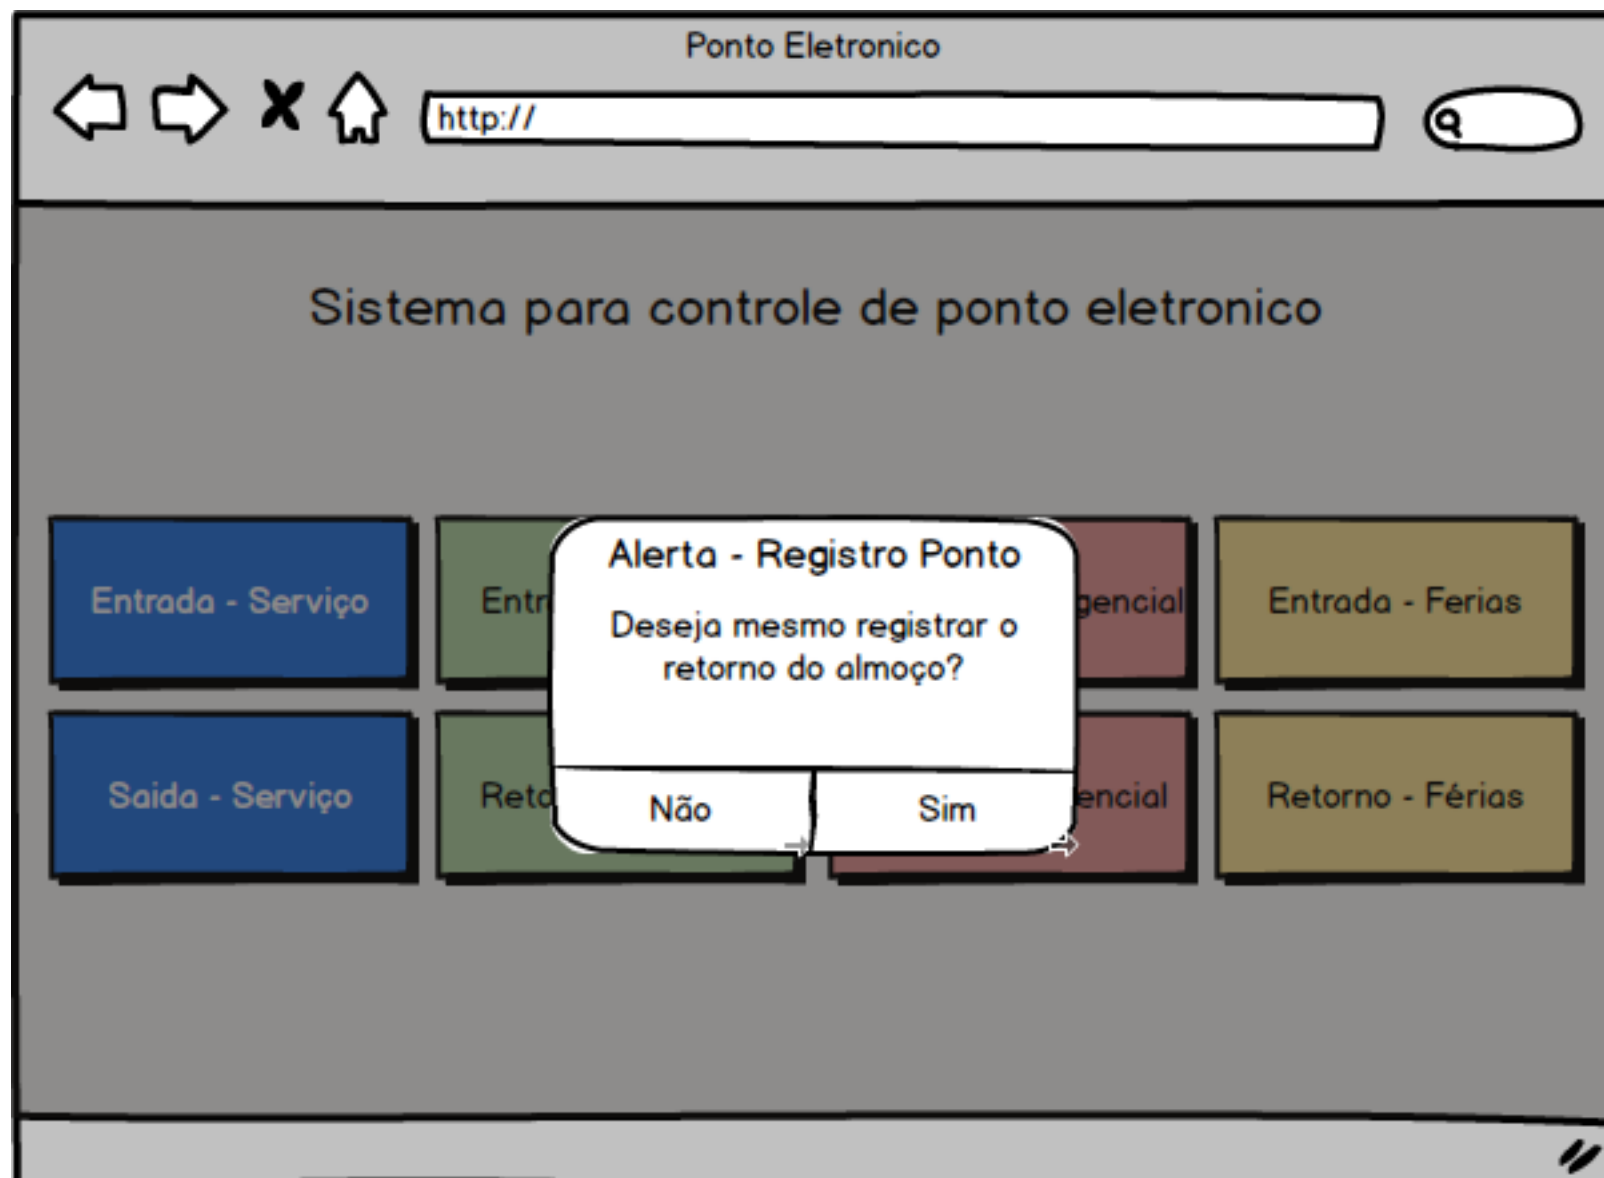 Ponto Eletronico
http://
Sistema para controle de ponto eletronico
Entrada - Serviço
Entrada - Ferias
Alerta - Registro Ponto
Deseja mesmo registrar o
retorno do almoço?
Não
Sim
Saida - Serviço
Retorno - Férias